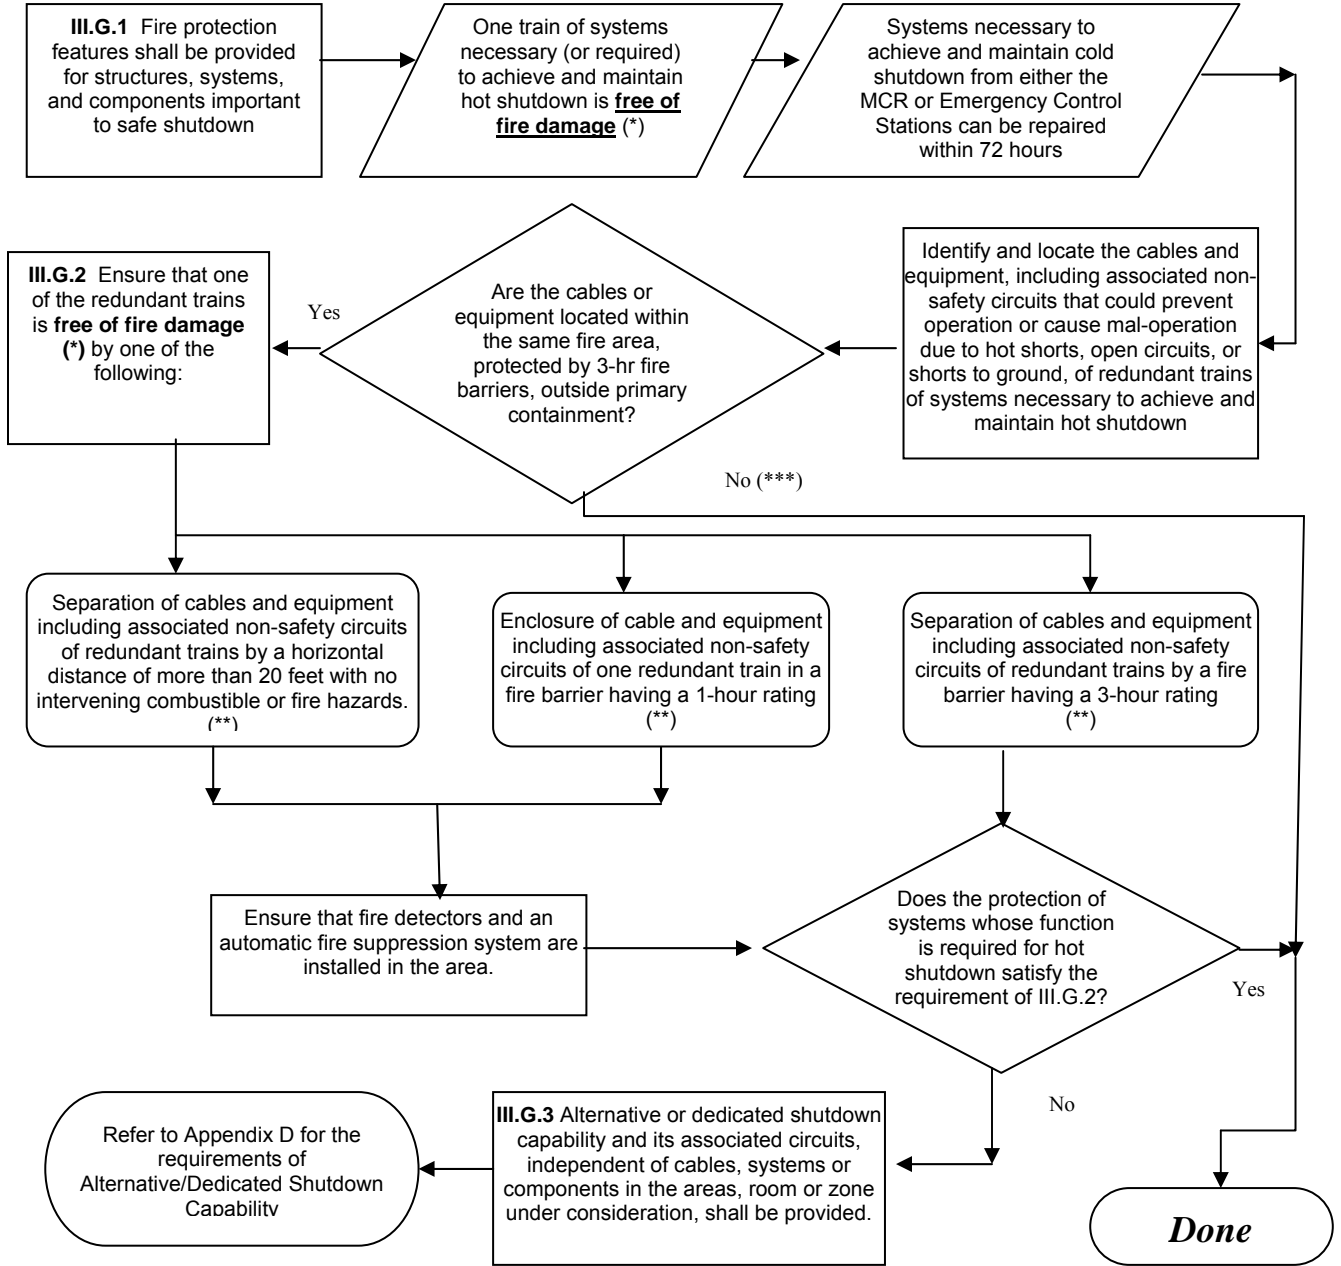 III.G.1 Fire protection
features shall be provided
for structures, systems,
and components important
to safe shutdown
One train of systems
necessary (or required)
to achieve and maintain
hot shutdown is free of
fire damage (*)
Systems necessary to
achieve and maintain cold
shutdown from either the
MCR or Emergency Control
Stations can be repaired
within 72 hours
Identify and locate the cables and
equipment, including associated non-
safety circuits that could prevent
operation or cause mal-operation
due to hot shorts, open circuits, or
shorts to ground, of redundant trains
of systems necessary to achieve and
maintain hot shutdown
Are the cables or
equipment located within
the same fire area,
protected by 3-hr fire
barriers, outside primary
containment?
Yes
III.G.2 Ensure that one
of the redundant trains
is free of fire damage
(*) by one of the
following:
No (***)
Separation of cables and equipment
including associated non-safety circuits
of redundant trains by a horizontal
distance of more than 20 feet with no
intervening combustible or fire hazards.
(**)
Enclosure of cable and equipment
including associated non-safety
circuits of one redundant train in a
fire barrier having a 1-hour rating
(**)
Separation of cables and equipment
including associated non-safety
circuits of redundant trains by a fire
barrier having a 3-hour rating
(**)
Ensure that fire detectors and an
automatic fire suppression system are
installed in the area.
Does the protection of
systems whose function
is required for hot
shutdown satisfy the
requirement of III.G.2?
Yes
No
III.G.3 Alternative or dedicated shutdown
capability and its associated circuits,
independent of cables, systems or
components in the areas, room or zone
under consideration, shall be provided.
Refer to Appendix D for the
requirements of
Alternative/Dedicated Shutdown
Capability
Done